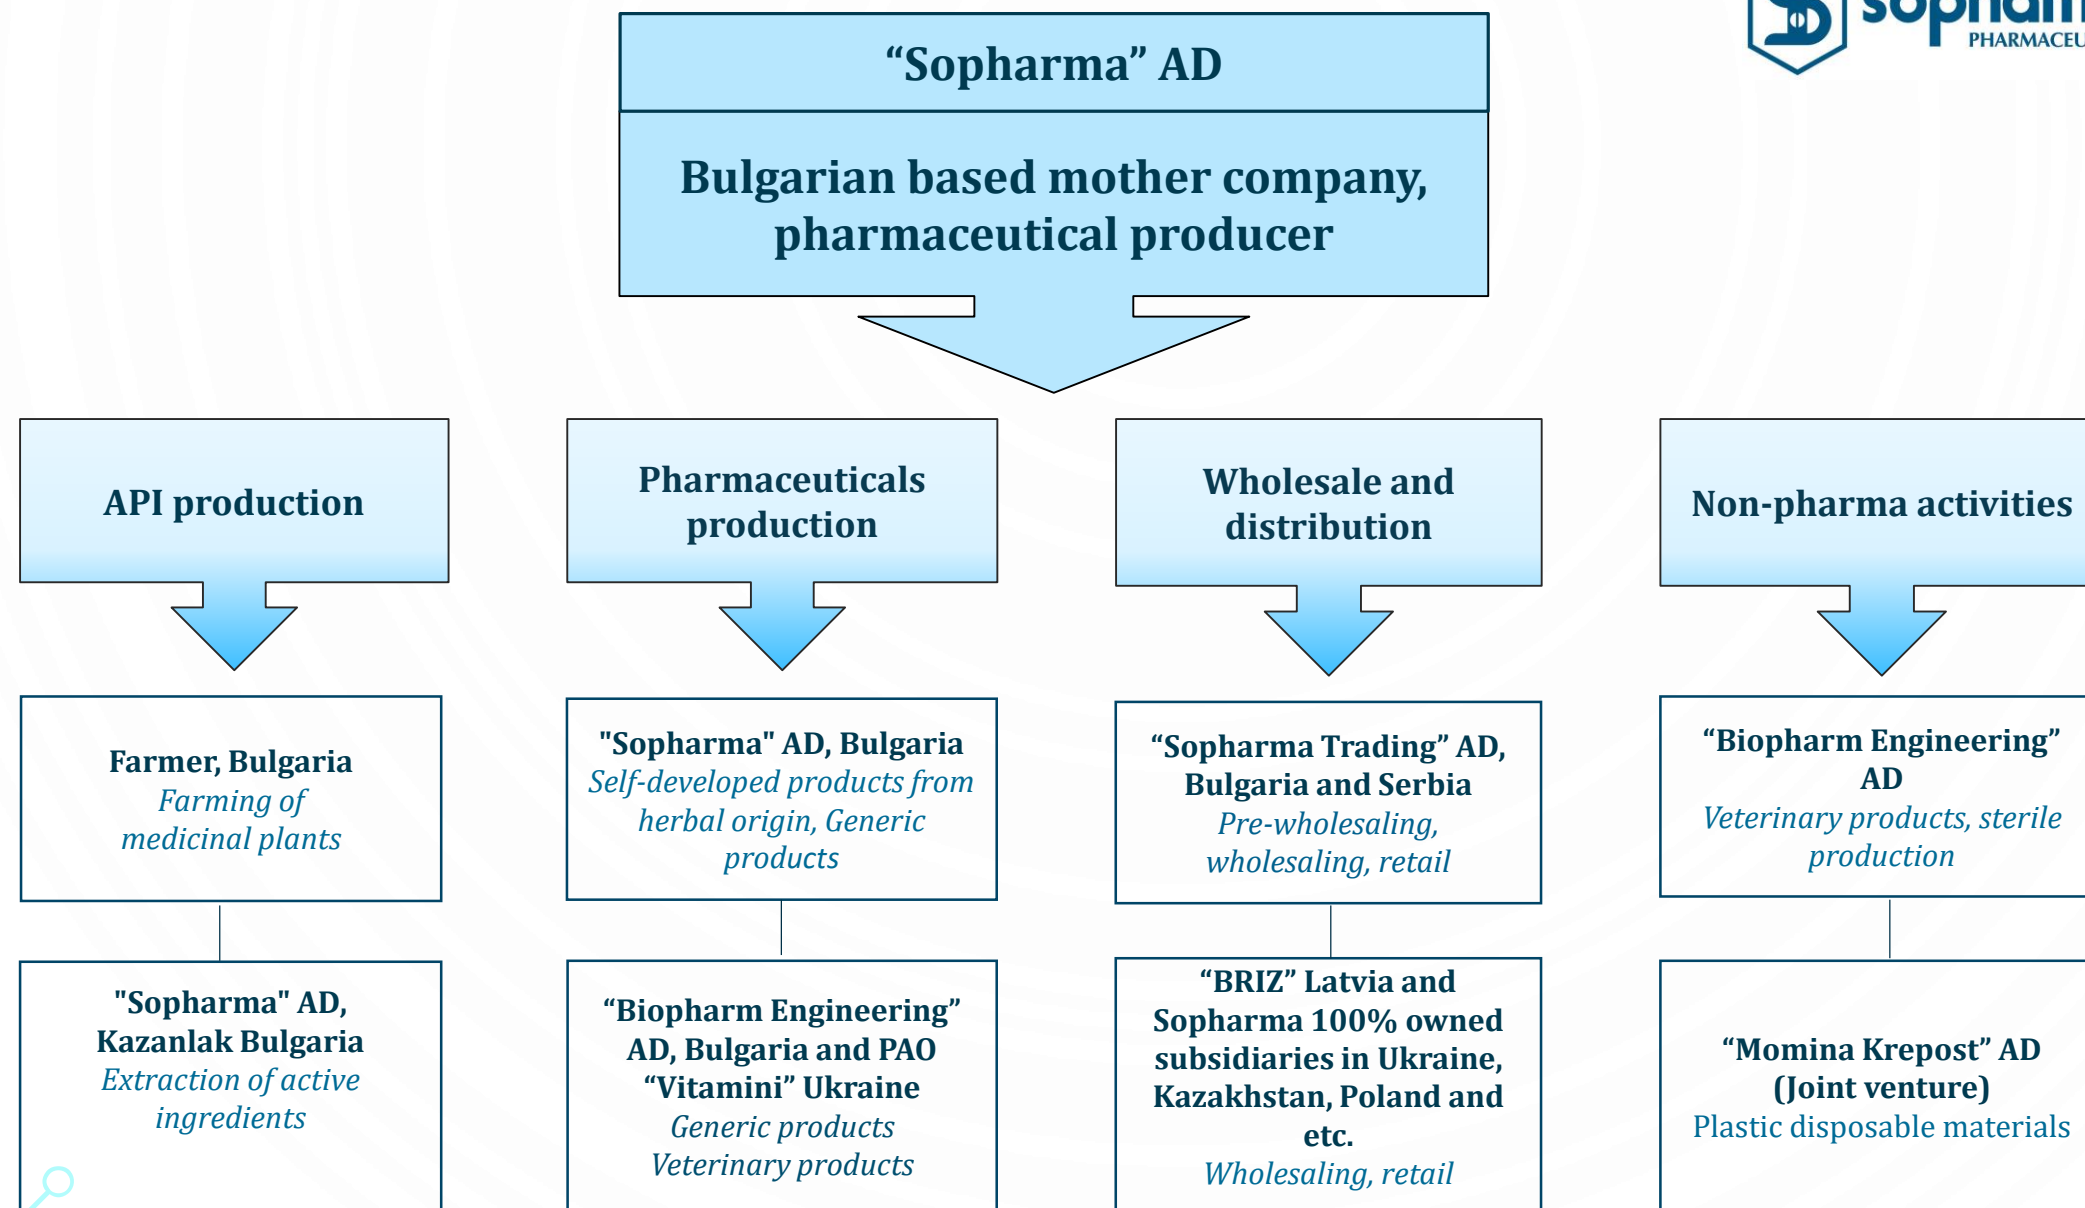 “Sopharma” AD
Bulgarian based mother company,
pharmaceutical producer
API production
Pharmaceuticals
production
Wholesale and
distribution
Non-pharma activities
Farmer, Bulgaria
Farming of
medicinal plants
"Sopharma" AD, Bulgaria
Self-developed products from
herbal origin, Generic
products
“Sopharma Trading” AD,
Bulgaria and Serbia
Pre-wholesaling,
wholesaling, retail
“Biopharm Engineering”
AD
Veterinary products, sterile
production
"Sopharma" AD,
Kazanlak Bulgaria
Extraction of active
ingredients
“Biopharm Engineering”
AD, Bulgaria and PAO
“Vitamini” Ukraine
Generic products
Veterinary products
“BRIZ” Latvia and
Sopharma 100% owned
subsidiaries in Ukraine,
Kazakhstan, Poland and
etc.
Wholesaling, retail
“Momina Krepost” AD
(Joint venture)
Plastic disposable materials